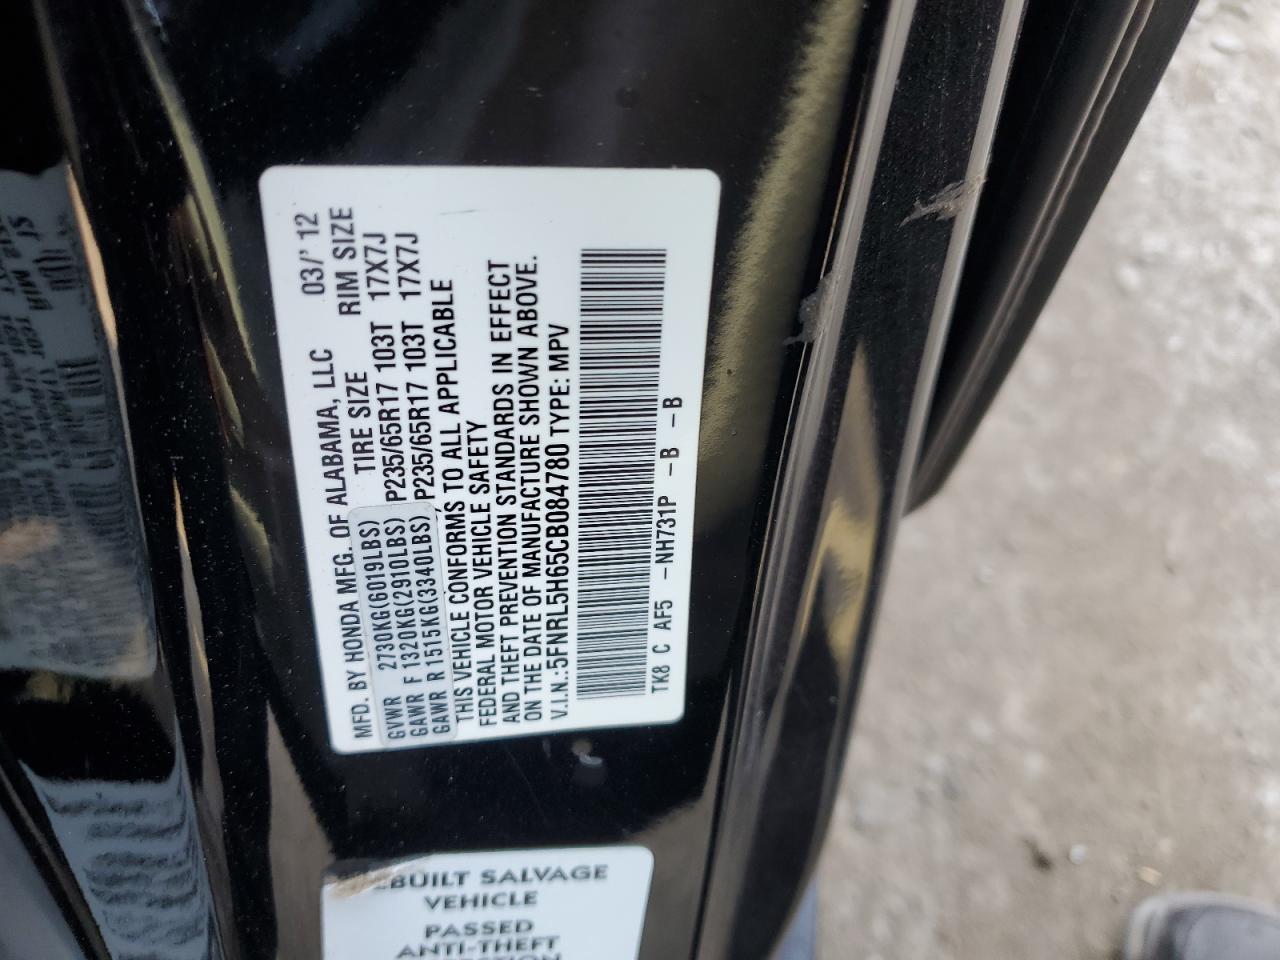 MFD. BY HONDA MFG. OF ALABAMA, LLC 03/'12
TIRE SIZE RIM SIZE
GVWR 2730KG(6019LBS)
GAWR F 1320KG(2910LBS) P235/65R17 103T 17X7J
GAWR R 1515KG(3340LBS) P235/65R17 103T 17X7J
THIS VEHICLE CONFORMS TO ALL APPLICABLE
FEDERAL MOTOR VEHICLE SAFETY
AND THEFT PREVENTION STANDARDS IN EFFECT
ON THE DATE OF MANUFACTURE SHOWN ABOVE.
V.I.N.:5FNRL5H65CB084780 TYPE: MPV
TK8 C AF5 -NH731P -B -B
SALVAGE
VEHICLE
PASSED
ANTI-THEFT